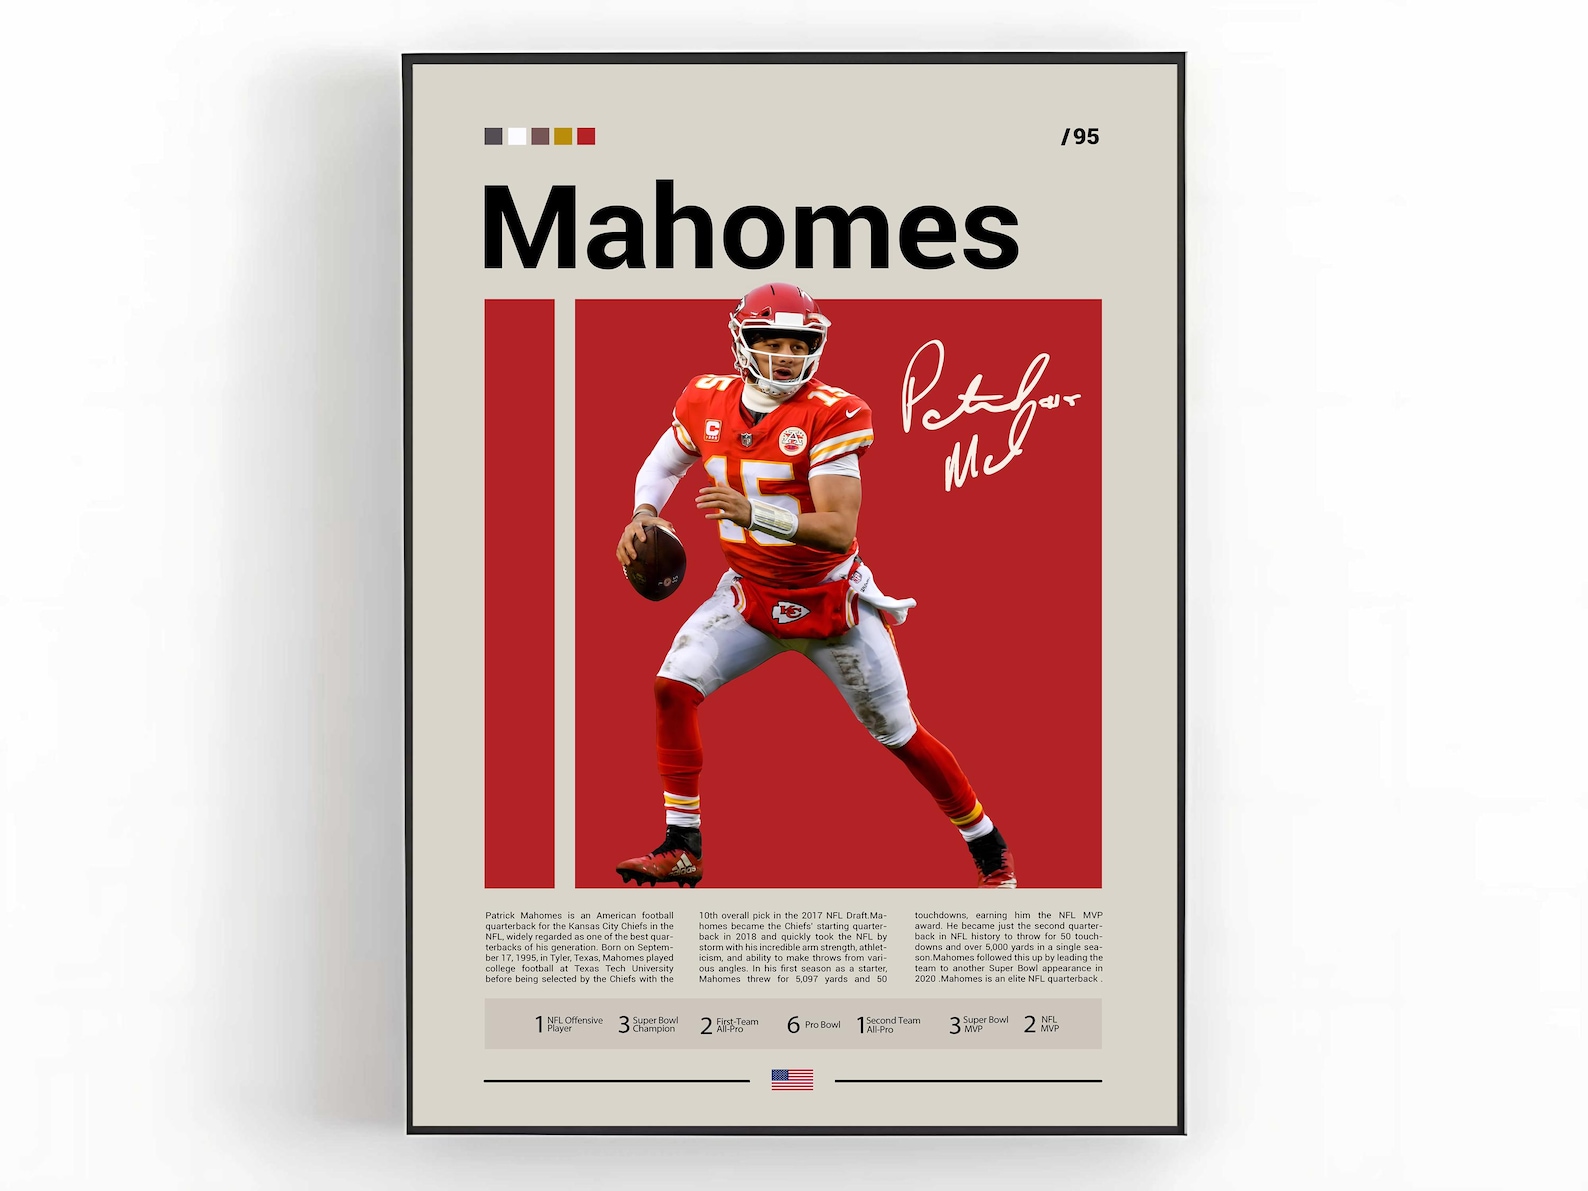 /95
Mahomes
Patrick #15
15 15
C
15
adidas
Patrick Mahomes is an American football
quarterback for the Kansas City Chiefs in the
NFL, widely regarded as one of the best quar-
terbacks of his generation. Born on Septem-
ber 17, 1995, in Tyler, Texas, Mahomes played
college football at Texas Tech University
before being selected by the Chiefs with the
10th overall pick in the 2017 NFL Draft.Ma-
homes became the Chiefs' starting quarter-
back in 2018 and quickly took the NFL by
storm with his incredible arm strength, athlet-
icism, and ability to make throws from vari-
ous angles. In his first season as a starter,
Mahomes threw for 5,097 yards and 50
touchdowns, earning him the NFL MVP
award. He became just the second quarter-
back in NFL history to throw for 50 touch-
downs and over 5,000 yards in a single sea-
son.Mahomes followed this up by leading the
team to another Super Bowl appearance in
2020 .Mahomes is an elite NFL quarterback .
1 NFL Offensive Player
3 Super Bowl Champion
2 First-Team All-Pro
6 Pro Bowl
1 Second Team All-Pro
3 Super Bowl MVP
2 NFL MVP